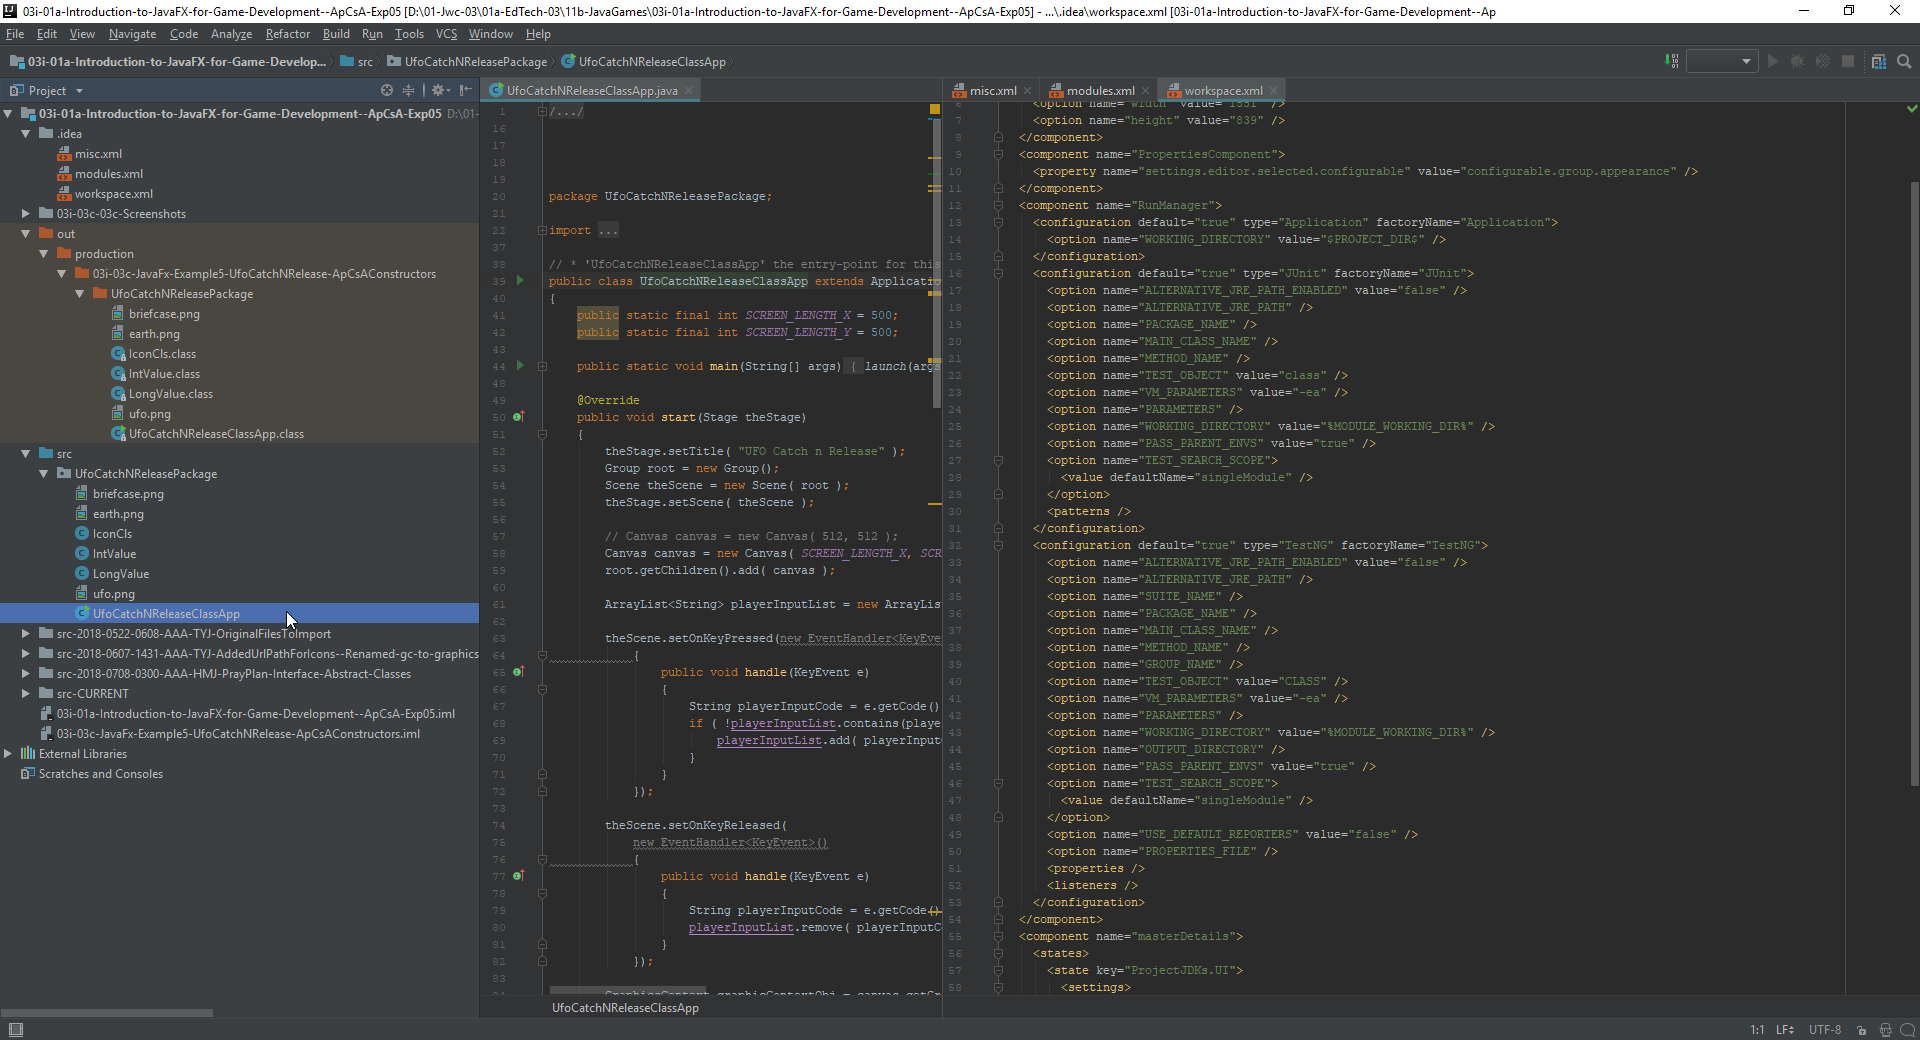 03i-01a-Introduction-to-JavaFX-for-Game-Development--ApCsA-Exp05 [D:\01-Jwc-03\01a-EdTech-03\11b-JavaGames\03i-01a-Introduction-to-JavaFX-for-Game-Development--ApCsA-Exp05] - ...\.idea\workspace.xml [03i-01a-Introduction-to-JavaFX-for-Game-Development--Ap
File Edit View Navigate Code Analyze Refactor Build Run Tools VCS Window Help
03i-01a-Introduction-to-JavaFX-for-Game-Develop... src UfoCatchNReleasePackage UfoCatchNReleaseClassApp
Project
03i-01a-Introduction-to-JavaFX-for-Game-Development--ApCsA-Exp05 D:\01-
.idea
misc.xml
modules.xml
workspace.xml
03i-03c-03c-Screenshots
out
production
03i-03c-JavaFx-Example5-UfoCatchNRelease-ApCsAConstructors
UfoCatchNReleasePackage
briefcase.png
earth.png
IconCls.class
IntValue.class
LongValue.class
ufo.png
UfoCatchNReleaseClassApp.class
src
UfoCatchNReleasePackage
briefcase.png
earth.png
IconCls
IntValue
LongValue
ufo.png
UfoCatchNReleaseClassApp
src-2018-0522-0608-AAA-TYJ-OriginalFilesToImport
src-2018-0607-1431-AAA-TYJ-AddedUrlPathForIcons--Renamed-gc-to-graphics
src-2018-0708-0300-AAA-HMJ-PrayPlan-Interface-Abstract-Classes
src-CURRENT
03i-01a-Introduction-to-JavaFX-for-Game-Development--ApCsA-Exp05.iml
03i-03c-JavaFx-Example5-UfoCatchNRelease-ApCsAConstructors.iml
External Libraries
Scratches and Consoles
UfoCatchNReleaseClassApp.java
1 /.../
16
17
18
19
20 package UfoCatchNReleasePackage;
21
22 import ...
37
38 // * 'UfoCatchNReleaseClassApp' the entry-point for this
39 public class UfoCatchNReleaseClassApp extends Applicatio
40 {
41 public static final int SCREEN_LENGTH_X = 500;
42 public static final int SCREEN_LENGTH_Y = 500;
43
44 public static void main(String[] args) { launch(args
48
49 @Override
50 public void start(Stage theStage)
51 {
52 theStage.setTitle( "UFO Catch n Release" );
53 Group root = new Group();
54 Scene theScene = new Scene( root );
55 theStage.setScene( theScene );
56
57 // Canvas canvas = new Canvas( 512, 512 );
58 Canvas canvas = new Canvas( SCREEN_LENGTH_X, SCR
59 root.getChildren().add( canvas );
60
61 ArrayList<String> playerInputList = new ArrayLis
62
63 theScene.setOnKeyPressed(new EventHandler<KeyEve
64 {
65 public void handle(KeyEvent e)
66 {
67 String playerInputCode = e.getCode()
68 if ( !playerInputList.contains(playe
69 playerInputList.add( playerInput
70 }
71 }
72 });
73
74 theScene.setOnKeyReleased(
75 new EventHandler<KeyEvent>()
76 {
77 public void handle(KeyEvent e)
78 {
79 String playerInputCode = e.getCode()
80 playerInputList.remove( playerInputC
81 }
82 });
83
UfoCatchNReleaseClassApp
misc.xml modules.xml workspace.xml
6 <option name="width" value="1551" />
7 <option name="height" value="839" />
8 </component>
9 <component name="PropertiesComponent">
10 <property name="settings.editor.selected.configurable" value="configurable.group.appearance" />
11 </component>
12 <component name="RunManager">
13 <configuration default="true" type="Application" factoryName="Application">
14 <option name="WORKING_DIRECTORY" value="$PROJECT_DIR$" />
15 </configuration>
16 <configuration default="true" type="JUnit" factoryName="JUnit">
17 <option name="ALTERNATIVE_JRE_PATH_ENABLED" value="false" />
18 <option name="ALTERNATIVE_JRE_PATH" />
19 <option name="PACKAGE_NAME" />
20 <option name="MAIN_CLASS_NAME" />
21 <option name="METHOD_NAME" />
22 <option name="TEST_OBJECT" value="class" />
23 <option name="VM_PARAMETERS" value="-ea" />
24 <option name="PARAMETERS" />
25 <option name="WORKING_DIRECTORY" value="%MODULE_WORKING_DIR%" />
26 <option name="PASS_PARENT_ENVS" value="true" />
27 <option name="TEST_SEARCH_SCOPE">
28 <value defaultName="singleModule" />
29 </option>
30 <patterns />
31 </configuration>
32 <configuration default="true" type="TestNG" factoryName="TestNG">
33 <option name="ALTERNATIVE_JRE_PATH_ENABLED" value="false" />
34 <option name="ALTERNATIVE_JRE_PATH" />
35 <option name="SUITE_NAME" />
36 <option name="PACKAGE_NAME" />
37 <option name="MAIN_CLASS_NAME" />
38 <option name="METHOD_NAME" />
39 <option name="GROUP_NAME" />
40 <option name="TEST_OBJECT" value="CLASS" />
41 <option name="VM_PARAMETERS" value="-ea" />
42 <option name="PARAMETERS" />
43 <option name="WORKING_DIRECTORY" value="%MODULE_WORKING_DIR%" />
44 <option name="OUTPUT_DIRECTORY" />
45 <option name="PASS_PARENT_ENVS" value="true" />
46 <option name="TEST_SEARCH_SCOPE">
47 <value defaultName="singleModule" />
48 </option>
49 <option name="USE_DEFAULT_REPORTERS" value="false" />
50 <option name="PROPERTIES_FILE" />
51 <properties />
52 <listeners />
53 </configuration>
54 </component>
55 <component name="masterDetails">
56 <states>
57 <state key="ProjectJDKs.UI">
58 <settings>
1:1 LF UTF-8